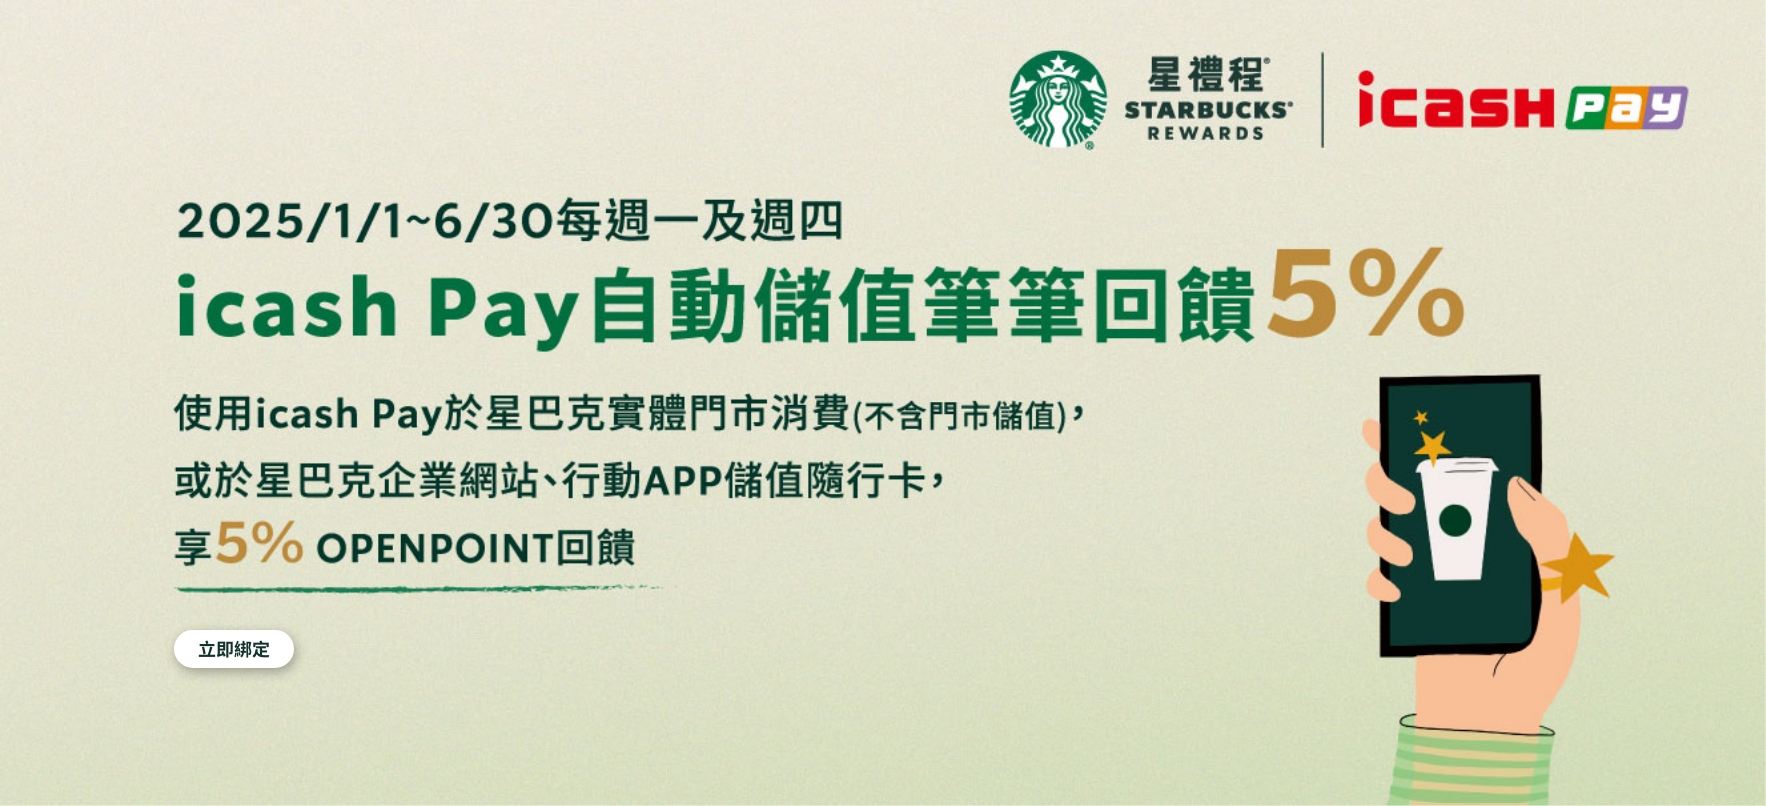 星禮程®
STARBUCKS®
REWARDS
icash Pay
2025/1/1~6/30每週一及週四
icash Pay自動儲值筆筆回饋5%
使用icash Pay於星巴克實體門市消費(不含門市儲值)，
或於星巴克企業網站、行動APP儲值隨行卡，
享5% OPENPOINT回饋
立即綁定